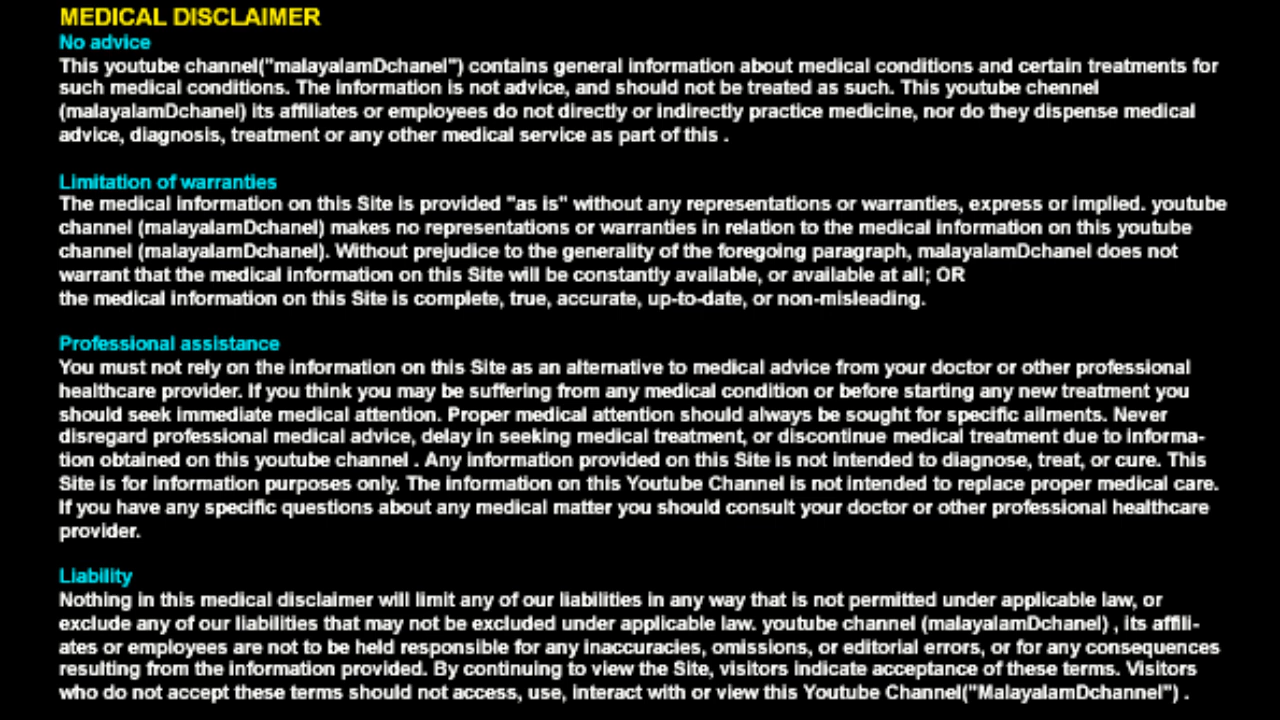 MEDICAL DISCLAIMER
No advice
This youtube channel("malayalamDchanel") contains general information about medical conditions and certain treatments for
such medical conditions. The information is not advice, and should not be treated as such. This youtube chennel
(malayalamDchanel) its affiliates or employees do not directly or indirectly practice medicine, nor do they dispense medical
advice, diagnosis, treatment or any other medical service as part of this .
Limitation of warranties
The medical information on this Site is provided "as is" without any representations or warranties, express or implied. youtube
channel (malayalamDchanel) makes no representations or warranties in relation to the medical information on this youtube
channel (malayalamDchanel). Without prejudice to the generality of the foregoing paragraph, malayalamDchanel does not
warrant that the medical information on this Site will be constantly available, or available at all; OR
the medical information on this Site is complete, true, accurate, up-to-date, or non-misleading.
Professional assistance
You must not rely on the information on this Site as an alternative to medical advice from your doctor or other professional
healthcare provider. If you think you may be suffering from any medical condition or before starting any new treatment you
should seek immediate medical attention. Proper medical attention should always be sought for specific ailments. Never
disregard professional medical advice, delay in seeking medical treatment, or discontinue medical treatment due to informa-
tion obtained on this youtube channel . Any information provided on this Site is not intended to diagnose, treat, or cure. This
Site is for information purposes only. The information on this Youtube Channel is not intended to replace proper medical care.
If you have any specific questions about any medical matter you should consult your doctor or other professional healthcare
provider.
Liability
Nothing in this medical disclaimer will limit any of our liabilities in any way that is not permitted under applicable law, or
exclude any of our liabilities that may not be excluded under applicable law. youtube channel (malayalamDchanel) , its affili-
ates or employees are not to be held responsible for any inaccuracies, omissions, or editorial errors, or for any consequences
resulting from the information provided. By continuing to view the Site, visitors indicate acceptance of these terms. Visitors
who do not accept these terms should not access, use, interact with or view this Youtube Channel("MalayalamDchannel") .